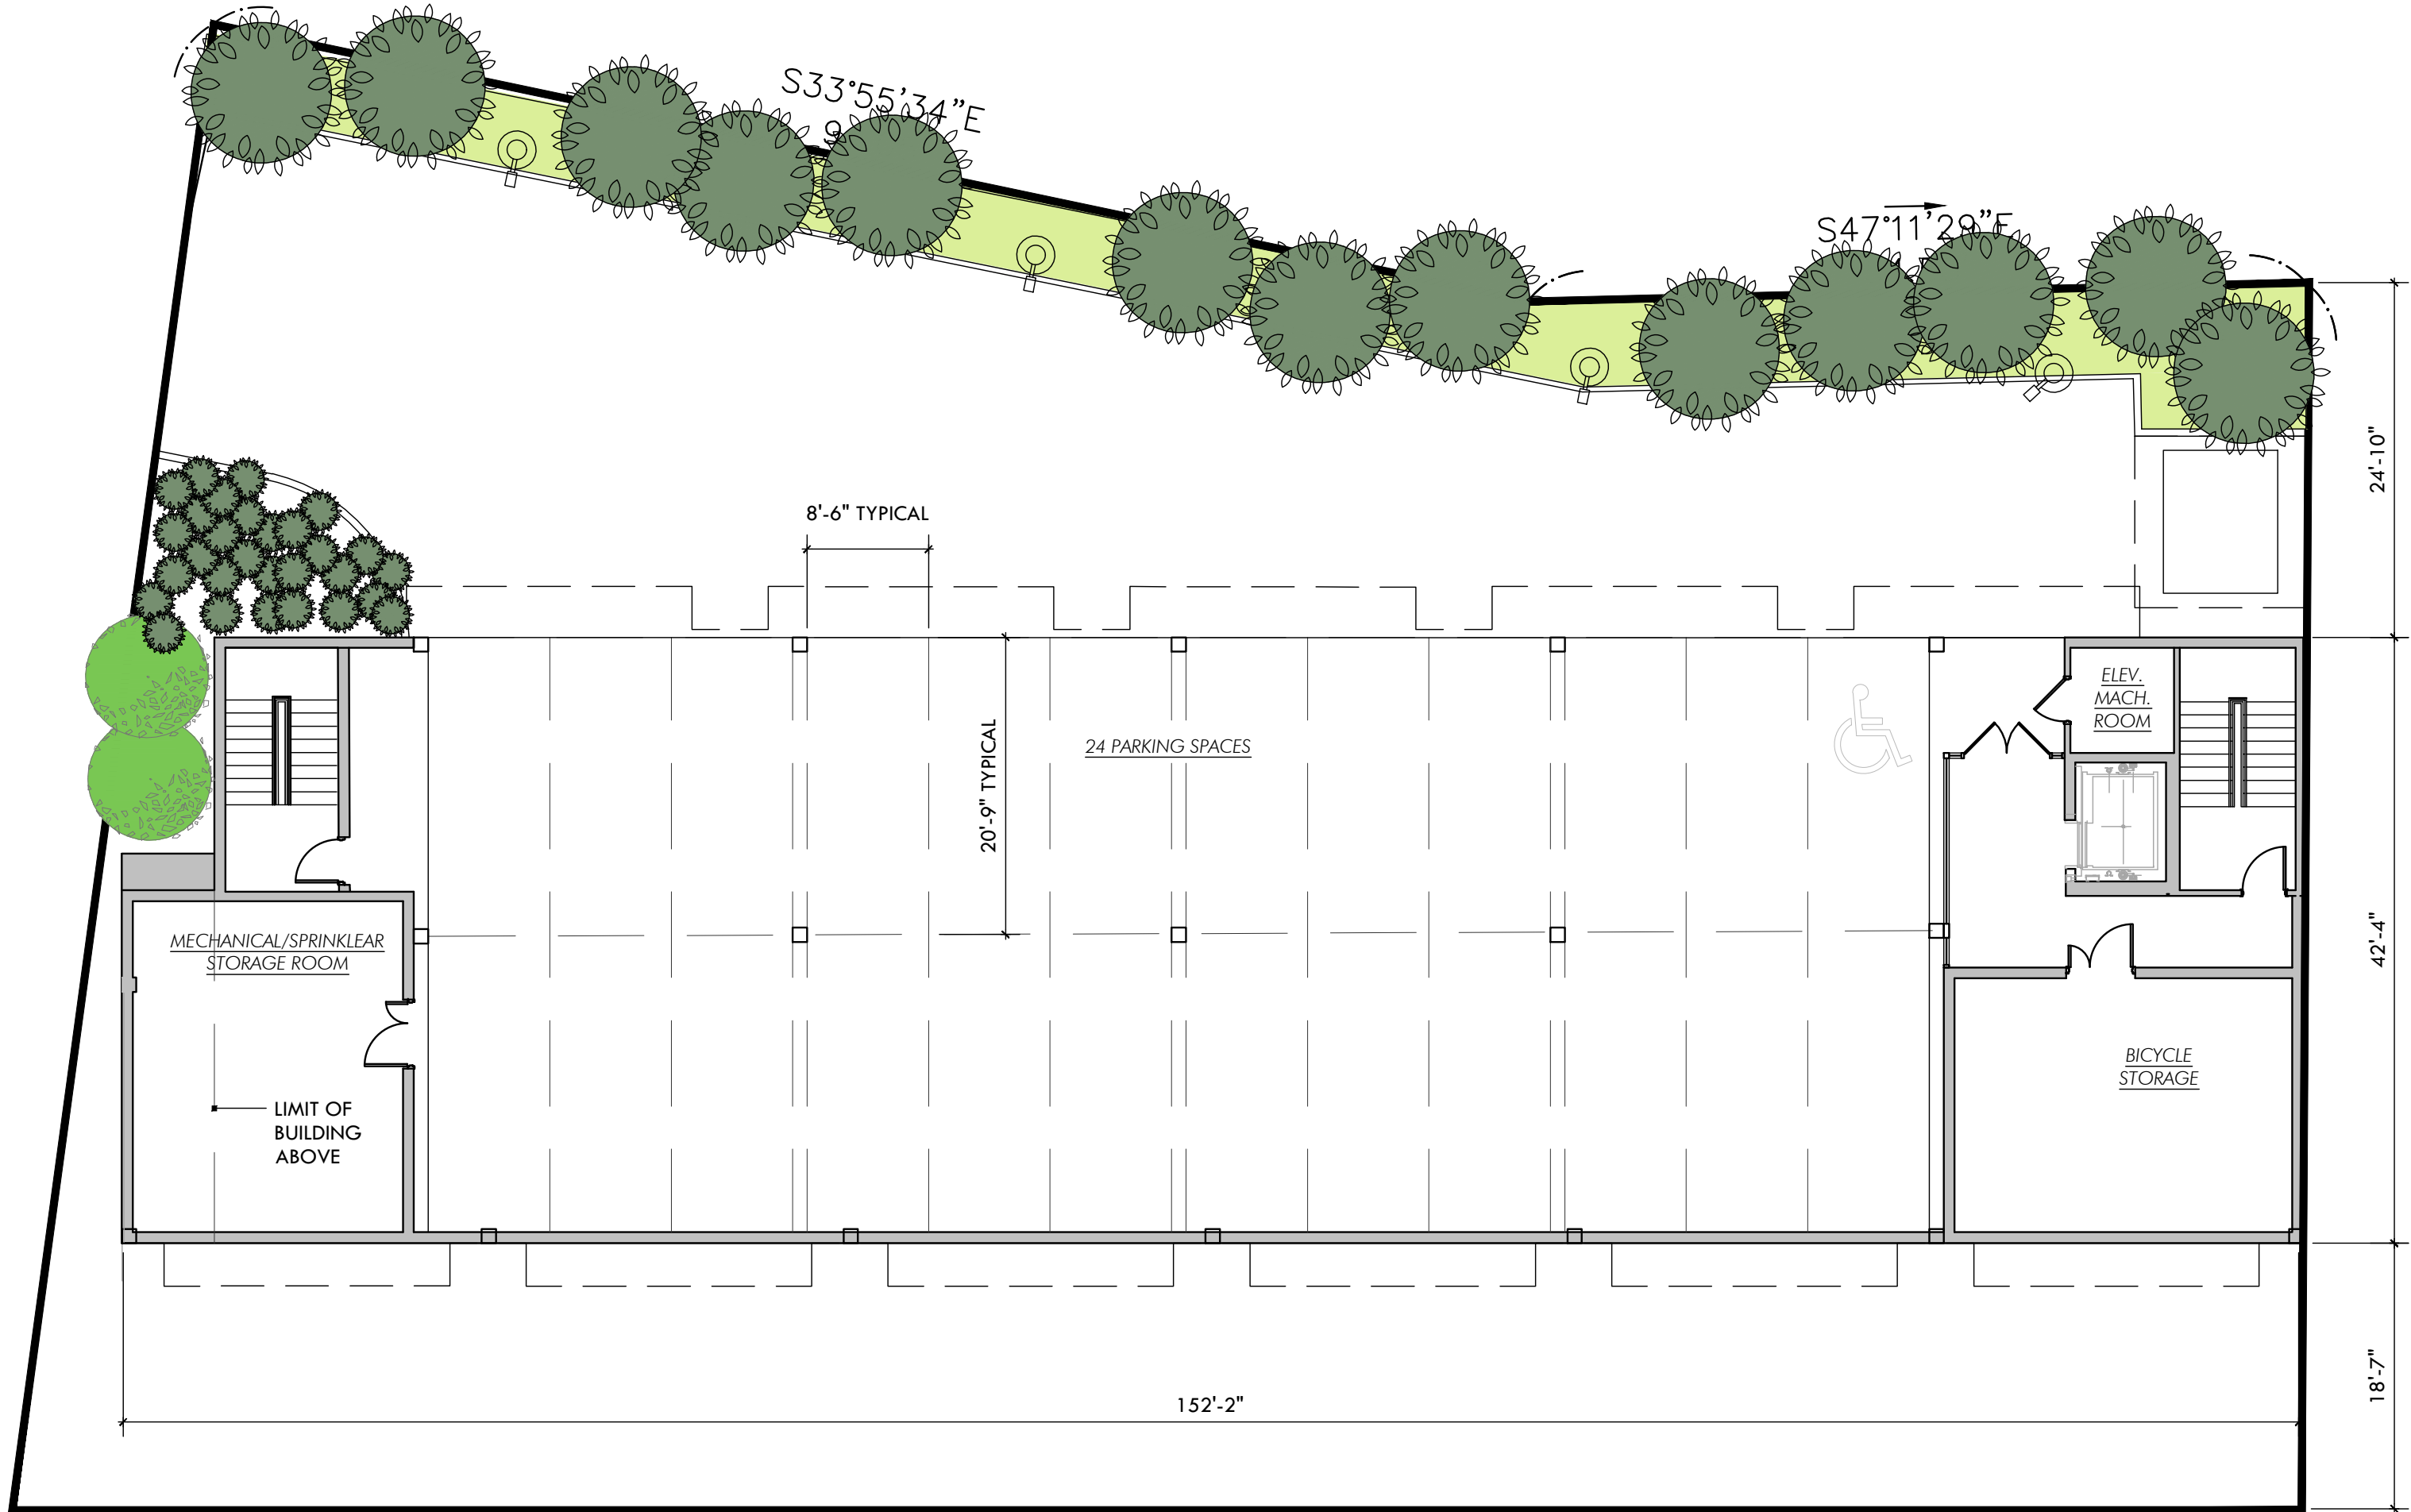 S33°55'34"E
9
S47°11'29"E
24'-10"
8'-6" TYPICAL
ELEV.
MACH.
ROOM
24 PARKING SPACES
20'-9" TYPICAL
MECHANICAL/SPRINKLEAR
STORAGE ROOM
42'-4"
BICYCLE
STORAGE
LIMIT OF
BUILDING
ABOVE
18'-7"
152'-2"